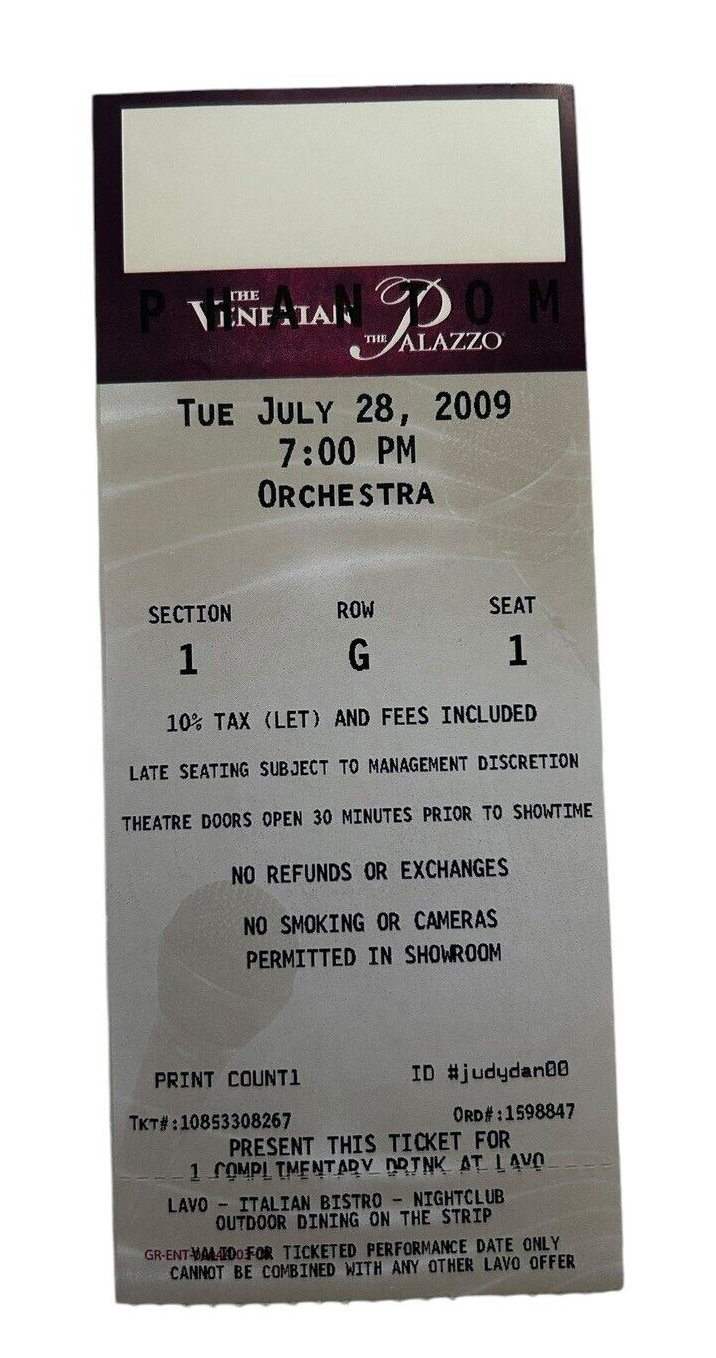 PHANTOM
THE VENETIAN THE PALAZZO®
TUE JULY 28, 2009
7:00 PM
ORCHESTRA
SECTION ROW SEAT
1 G 1
10% TAX (LET) AND FEES INCLUDED
LATE SEATING SUBJECT TO MANAGEMENT DISCRETION
THEATRE DOORS OPEN 30 MINUTES PRIOR TO SHOWTIME
NO REFUNDS OR EXCHANGES
NO SMOKING OR CAMERAS
PERMITTED IN SHOWROOM
PRINT COUNT1 ID #judydan00
TKT#:10853308267 ORD#:1598847
PRESENT THIS TICKET FOR
1 COMPLIMENTARY DRINK AT LAVO
LAVO - ITALIAN BISTRO - NIGHTCLUB
OUTDOOR DINING ON THE STRIP
GR-ENT-
VALID FOR TICKETED PERFORMANCE DATE ONLY
CANNOT BE COMBINED WITH ANY OTHER LAVO OFFER